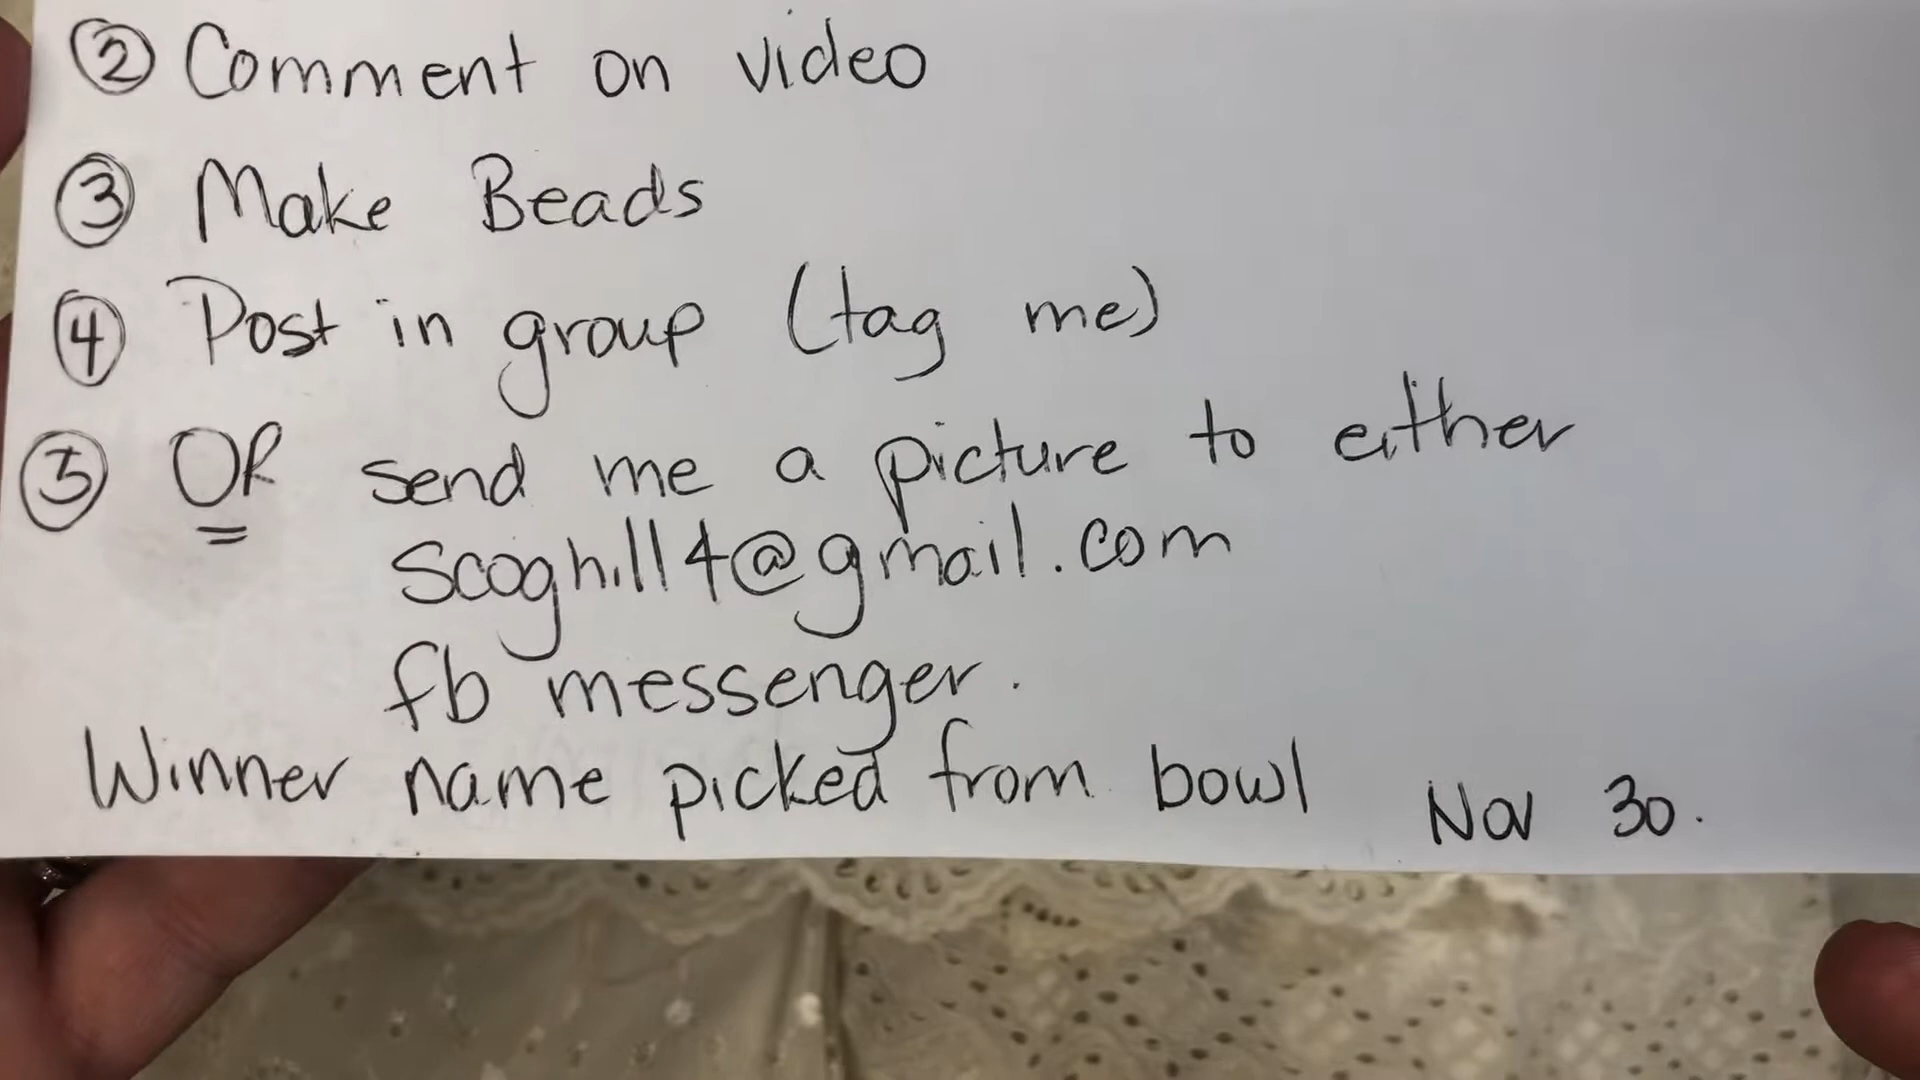 ② Comment on video
③ Make Beads
④ Post in group (tag me)
⑤ OR send me a picture to either
scoghill4@gmail.com
fb messenger.
Winner name picked from bowl Nov 30.